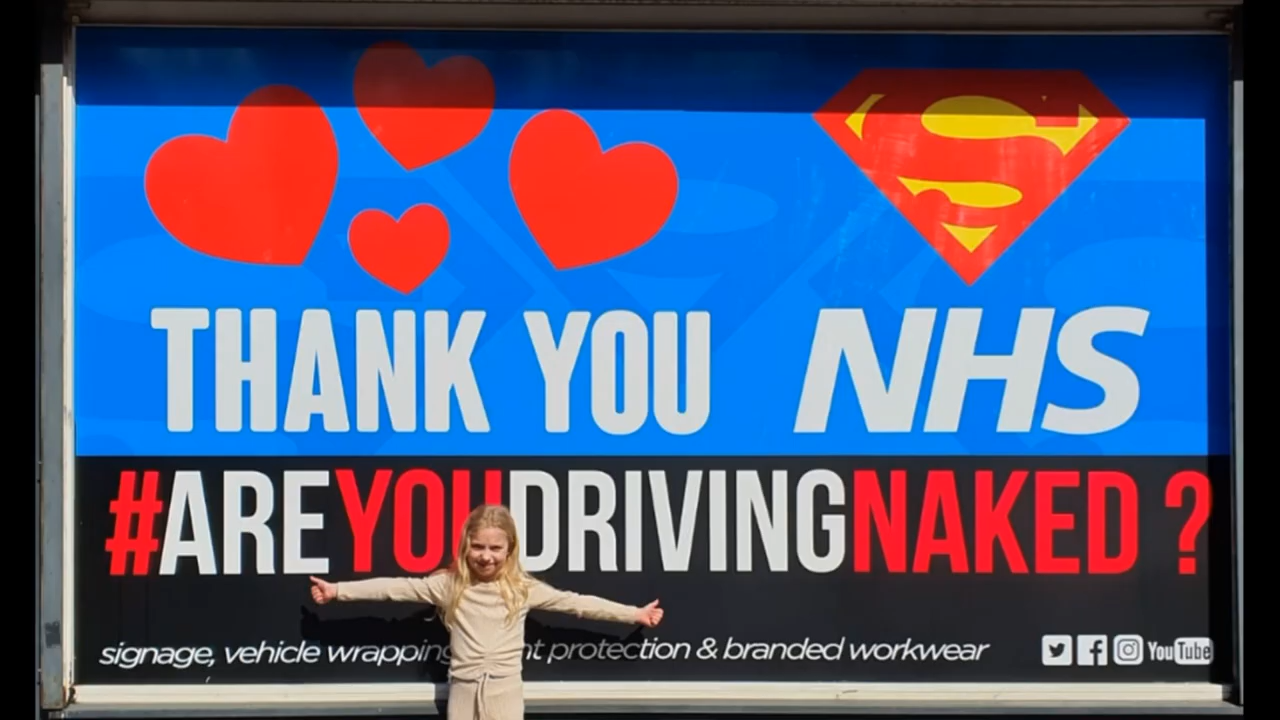 THANK YOU NHS
#AREYOUDRIVINGNAKED ?
signage, vehicle wrapping protection & branded workwear
YouTube